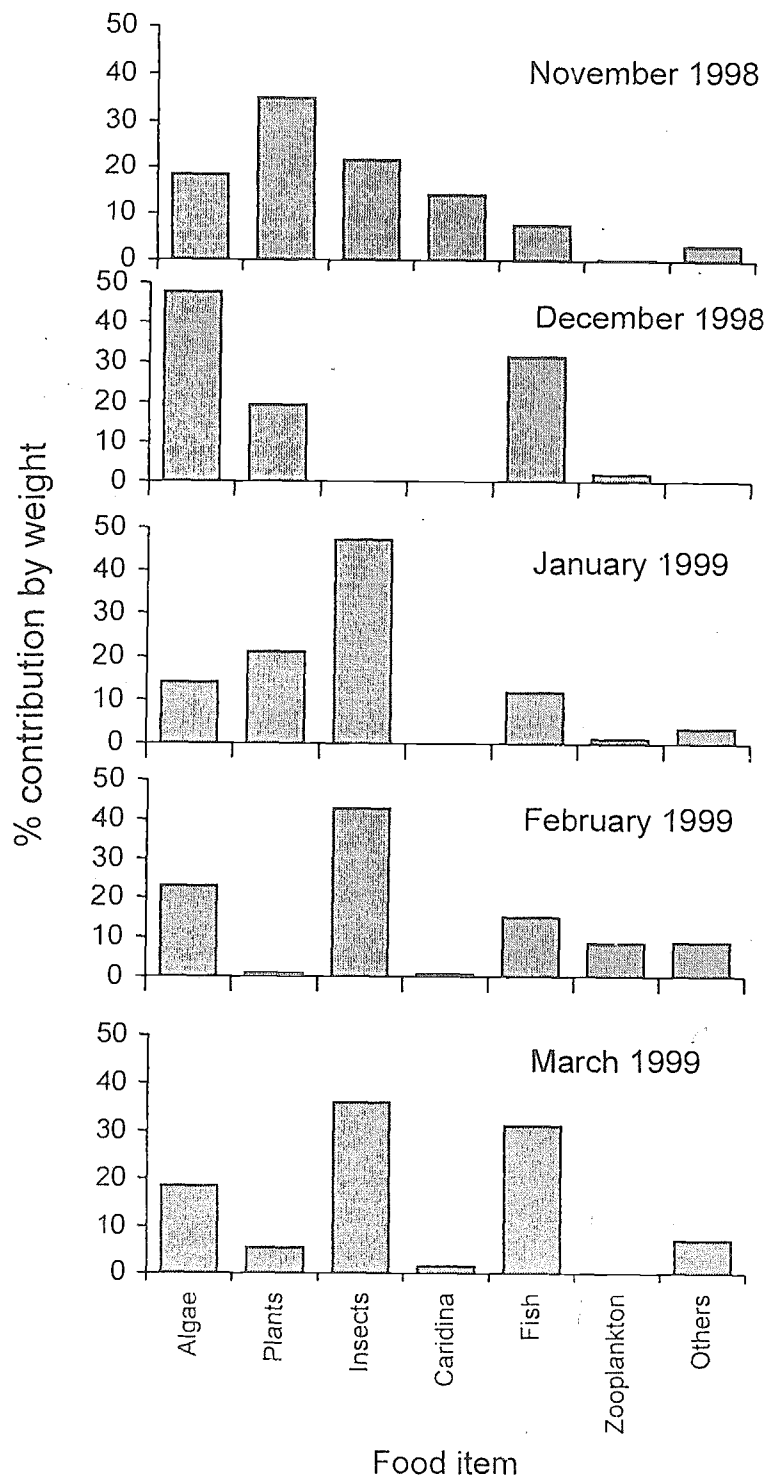 50
40
30
20
10
0
November 1998
50
40
30
20
10
0
December 1998
50
40
30
20
10
0
January 1999
50
40
30
20
10
0
February 1999
50
40
30
20
10
0
March 1999
% contribution by weight
Algae
Plants
Insects
Caridina
Fish
Zooplankton
Others
Food item